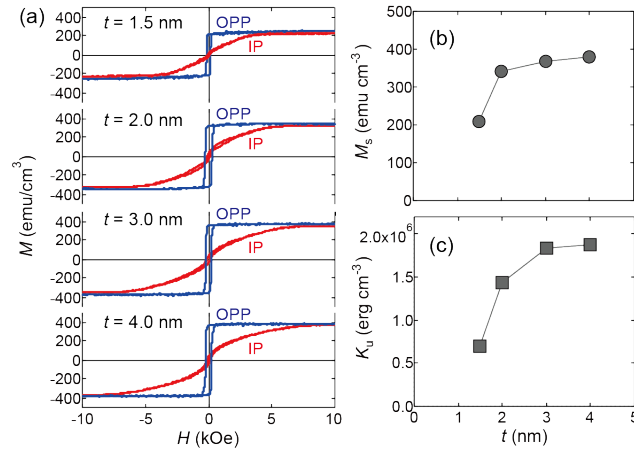 (a)
t = 1.5 nm
OPP
IP
400
200
0
-200
400
t = 2.0 nm
OPP
IP
400
200
0
-200
400
t = 3.0 nm
OPP
IP
400
200
0
-200
400
t = 4.0 nm
OPP
IP
400
200
0
-200
400
M (emu/cm³)
-10
-5
0
5
10
H (kOe)
(b)
500
400
300
200
100
0
Ms (emu cm⁻³)
(c)
2.0x10⁶
1.5
1.0
0.5
0.0
Ku (erg cm⁻³)
0
1
2
3
4
5
t (nm)